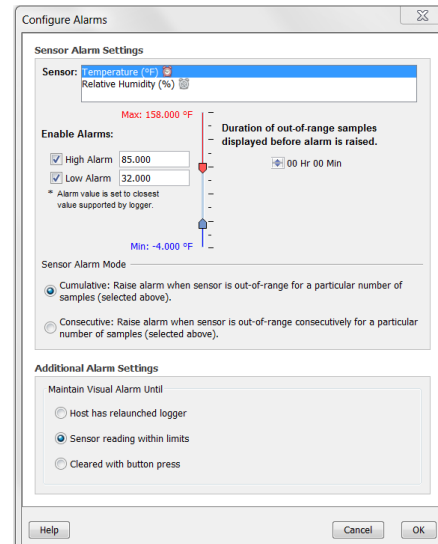 Configure Alarms
Sensor Alarm Settings
Sensor: Temperature (°F)
Relative Humidity (%)
Max: 158.000 °F
Duration of out-of-range samples
displayed before alarm is raised.
Enable Alarms:
00 Hr 00 Min
High Alarm 85.000
Low Alarm 32.000
* Alarm value is set to closest
value supported by logger.
Min: -4.000 °F
Sensor Alarm Mode
Cumulative: Raise alarm when sensor is out-of-range for a particular number of
samples (selected above).
Consecutive: Raise alarm when sensor is out-of-range consecutively for a particular
number of samples (selected above).
Additional Alarm Settings
Maintain Visual Alarm Until
Host has relaunched logger
Sensor reading within limits
Cleared with button press
Help Cancel OK